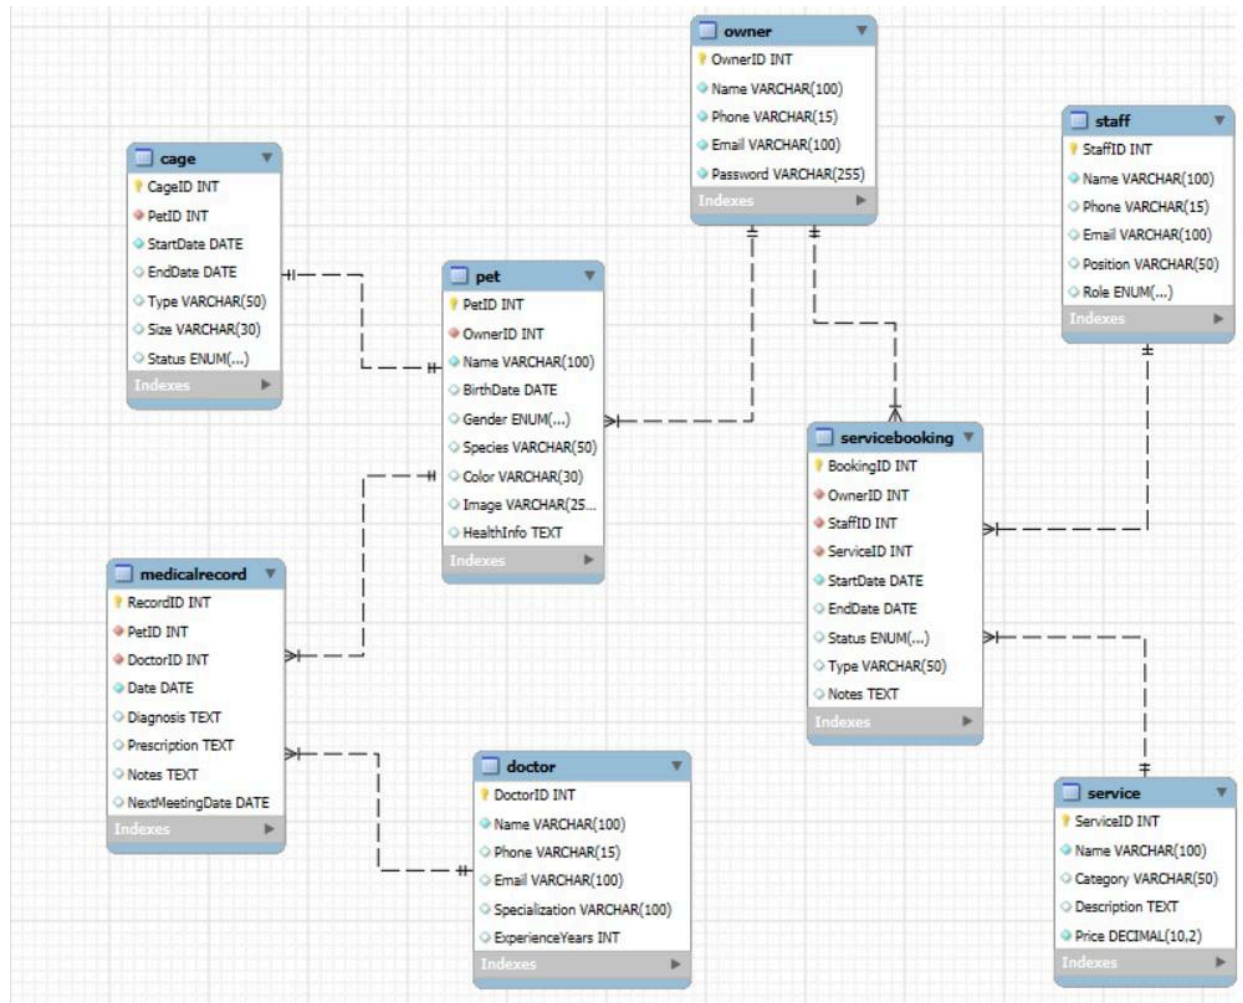 owner
OwnerID INT
Name VARCHAR(100)
Phone VARCHAR(15)
Email VARCHAR(100)
Password VARCHAR(255)
Indexes
staff
StaffID INT
Name VARCHAR(100)
Phone VARCHAR(15)
Email VARCHAR(100)
Position VARCHAR(50)
Role ENUM(...)
Indexes
cage
CageID INT
PetID INT
StartDate DATE
EndDate DATE
Type VARCHAR(50)
Size VARCHAR(30)
Status ENUM(...)
Indexes
pet
PetID INT
OwnerID INT
Name VARCHAR(100)
BirthDate DATE
Gender ENUM(...)
Species VARCHAR(50)
Color VARCHAR(30)
Image VARCHAR(25...
HealthInfo TEXT
Indexes
servicebooking
BookingID INT
OwnerID INT
StaffID INT
ServiceID INT
StartDate DATE
EndDate DATE
Status ENUM(...)
Type VARCHAR(50)
Notes TEXT
Indexes
medicalrecord
RecordID INT
PetID INT
DoctorID INT
Date DATE
Diagnosis TEXT
Prescription TEXT
Notes TEXT
NextMeetingDate DATE
Indexes
doctor
DoctorID INT
Name VARCHAR(100)
Phone VARCHAR(15)
Email VARCHAR(100)
Specialization VARCHAR(100)
ExperienceYears INT
Indexes
service
ServiceID INT
Name VARCHAR(100)
Category VARCHAR(50)
Description TEXT
Price DECIMAL(10,2)
Indexes